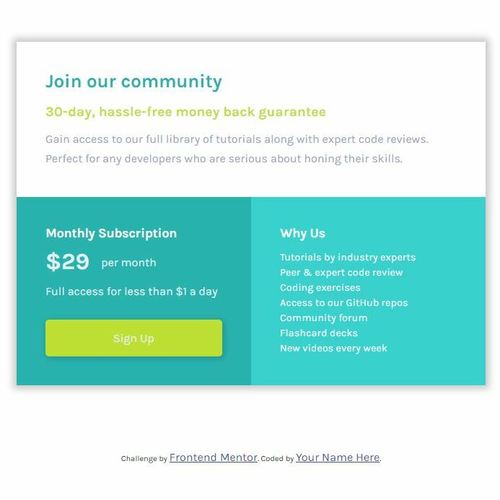 Join our community
30-day, hassle-free money back guarantee
Gain access to our full library of tutorials along with expert code reviews.
Perfect for any developers who are serious about honing their skills.
Monthly Subscription
$29 per month
Full access for less than $1 a day
Sign Up
Why Us
Tutorials by industry experts
Peer & expert code review
Coding exercises
Access to our GitHub repos
Community forum
Flashcard decks
New videos every week
Challenge by Frontend Mentor. Coded by Your Name Here.